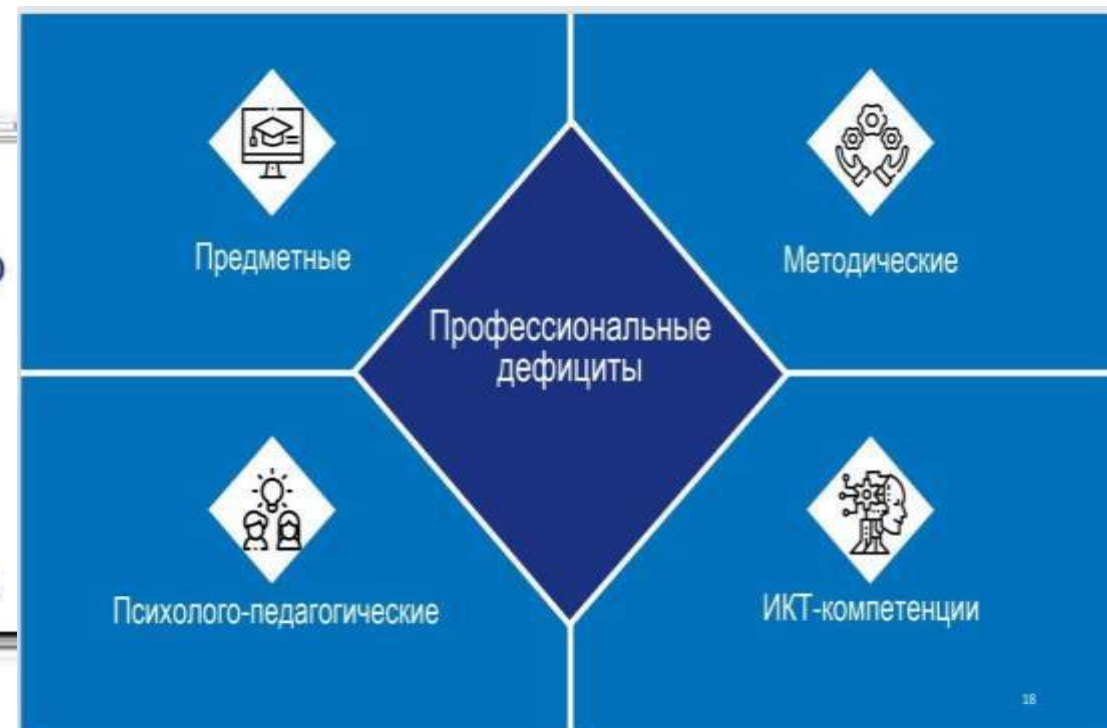 Предметные
Методические
Профессиональные
дефициты
Психолого-педагогические
ИКТ-компетенции
18